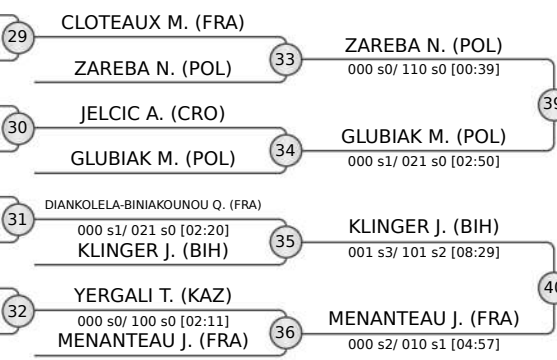 CLOTEAUX M. (FRA)
29
ZAREBA N. (POL)
ZAREBA N. (POL)
33
000 s0/ 110 s0 [00:39]
39
JELCIC A. (CRO)
30
GLUBIAK M. (POL)
GLUBIAK M. (POL)
34
000 s1/ 021 s0 [02:50]
DIANKOLELA-BINIAKOUNOU Q. (FRA)
31
000 s1/ 021 s0 [02:20]
KLINGER J. (BIH)
KLINGER J. (BIH)
35
001 s3/ 101 s2 [08:29]
40
YERGALI T. (KAZ)
32
000 s0/ 100 s0 [02:11]
MENANTEAU J. (FRA)
MENANTEAU J. (FRA)
36
000 s2/ 010 s1 [04:57]